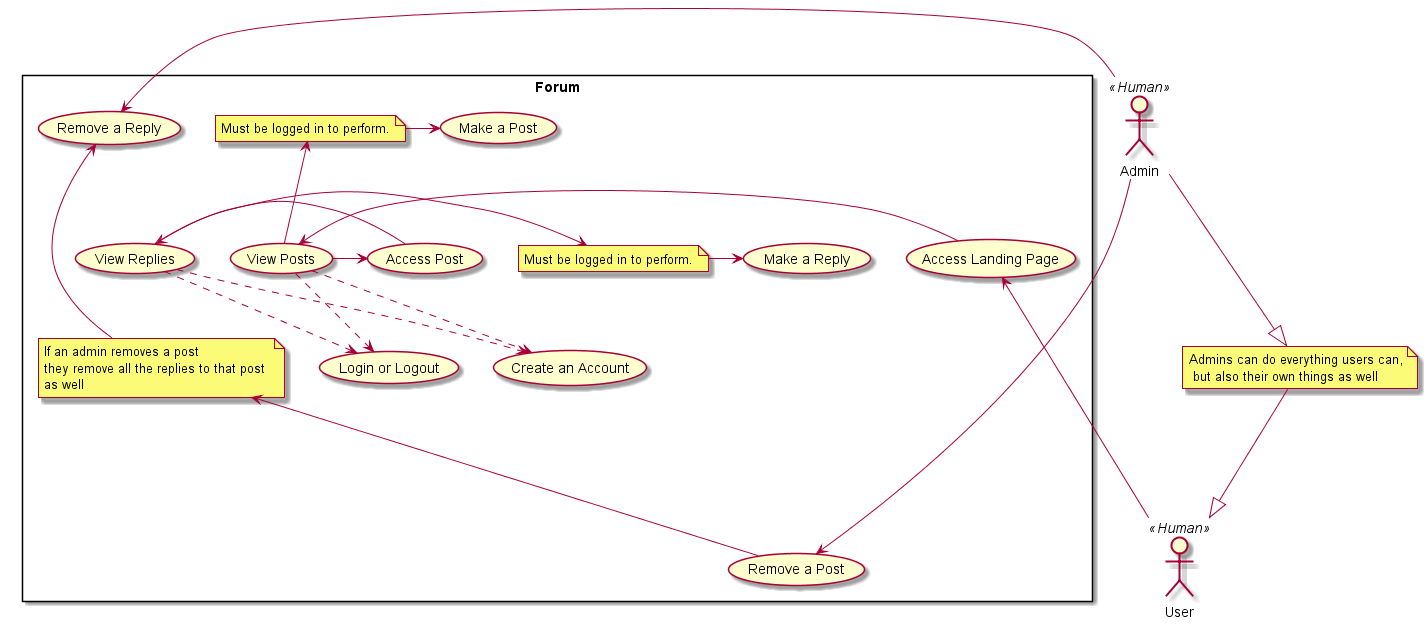 Forum
«Human»
Admin
Remove a Reply
Must be logged in to perform.
Make a Post
View Replies
View Posts
Access Post
Must be logged in to perform.
Make a Reply
Access Landing Page
If an admin removes a post
they remove all the replies to that post
as well
Login or Logout
Create an Account
Admins can do everything users can,
but also their own things as well
Remove a Post
«Human»
User